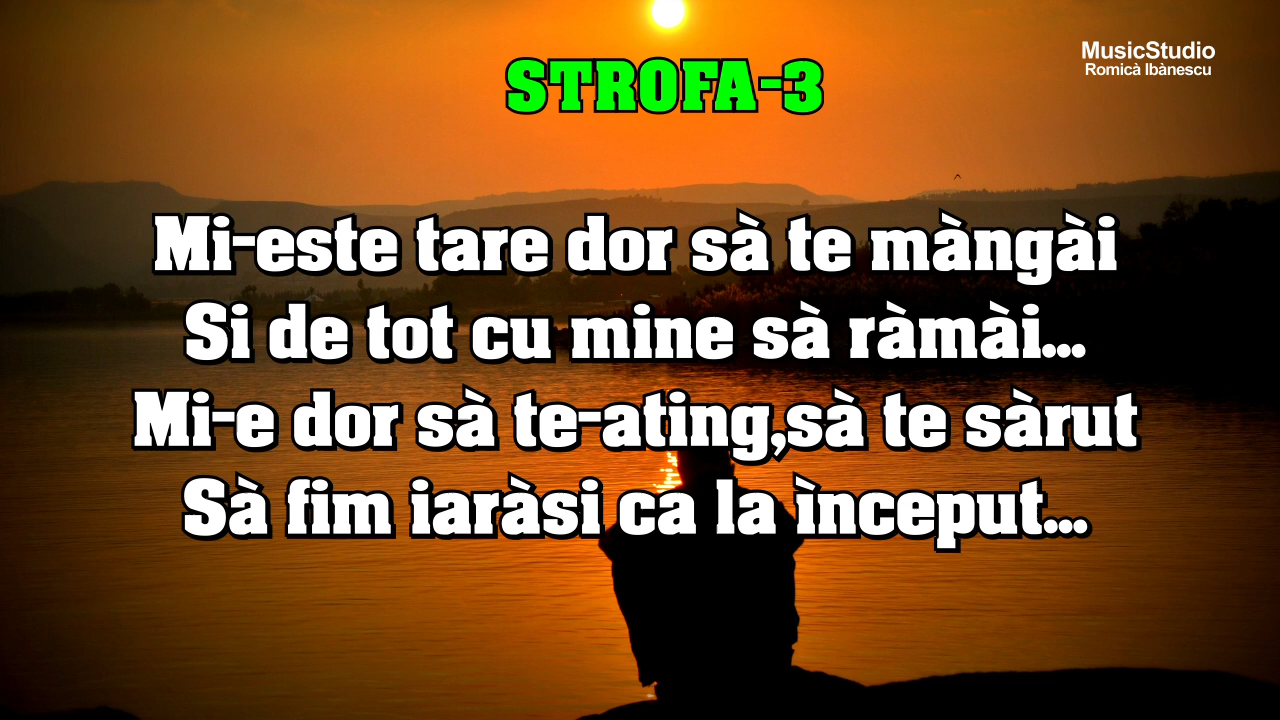 MusicStudio
Romicà Ibànescu
STROFA-3
Mi-este tare dor sà te màngài
Si de tot cu mine sà ràmài...
Mi-e dor sà te-ating,sà te sàrut
Sà fim iaràsi ca la ìnceput...